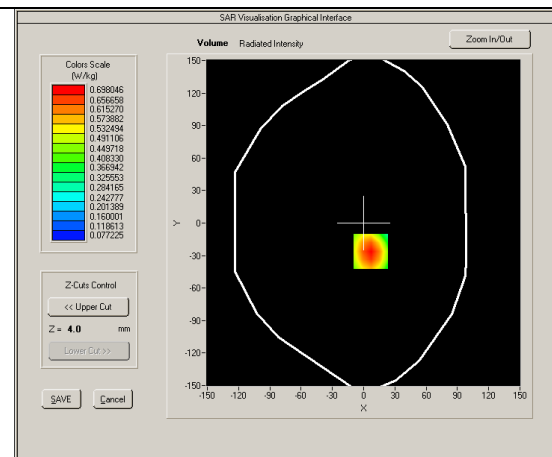 SAR Visualisation Graphical Interface
Volume Radiated Intensity
Zoom In/Out
Colors Scale
(W/kg)
0.698046
0.656658
0.615270
0.573882
0.532494
0.491106
0.449718
0.408330
0.366942
0.325553
0.284165
0.242777
0.201389
0.160001
0.118613
0.077225
Z-Cuts Control
<< Upper Cut
Z = 4.0 mm
Lower Cut >>
SAVE Cancel
150
120
90
60
30
0
-30
-60
-90
-120
-150
Y
-150 -120 -90 -60 -30 0 30 60 90 120 150
X